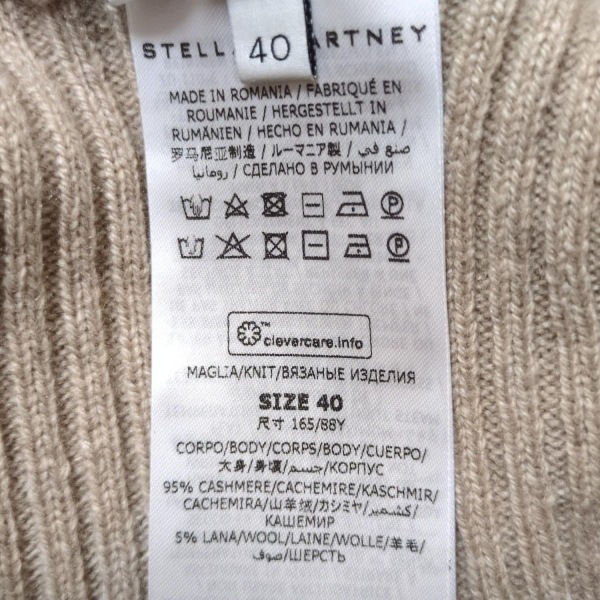 40
STELL ARTNEY
MADE IN ROMANIA / FABRIQUÉ EN
ROUMANIE / HERGESTELLT IN
RUMÄNIEN / HECHO EN RUMANIA /
罗马尼亚制造 / ルーマニア製 / صنع في
رومانيا / СДЕЛАНО В РУМЫНИИ
P
P
™
clevercare.info
MAGLIA/KNIT/ВЯЗАНЫЕ ИЗДЕЛИЯ
SIZE 40
尺寸 165/88Y
CORPO/BODY/CORPS/BODY/CUERPO/
大身/身頃/جسم/КОРПУС
95% CASHMERE/CACHEMIRE/KASCHMIR/
CACHEMIRA/山羊绒/カシミヤ/كشمير/
КАШЕМИР
5% LANA/WOOL/LAINE/WOLLE/羊毛/
صوف/ШЕРСТЬ